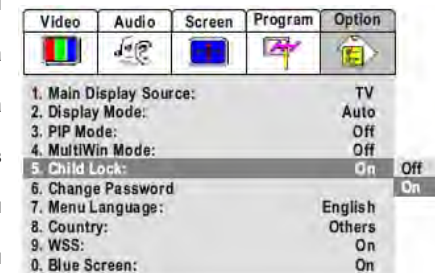 Video Audio Screen Program Option
1. Main Display Source: TV
2. Display Mode: Auto
3. PIP Mode: Off
4. MultiWin Mode: Off
5. Child Lock: On Off
On
6. Change Password
7. Menu Language: English
8. Country: Others
9. WSS: On
0. Blue Screen: On